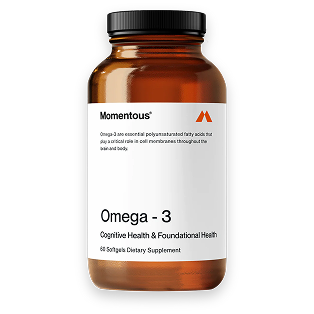 Momentous®
Omega-3 are essential polyunsaturated fatty acids that
play a critical role in cell membranes throughout the
brain and body.
Omega - 3
Cognitive Health & Foundational Health
60 Softgels Dietary Supplement